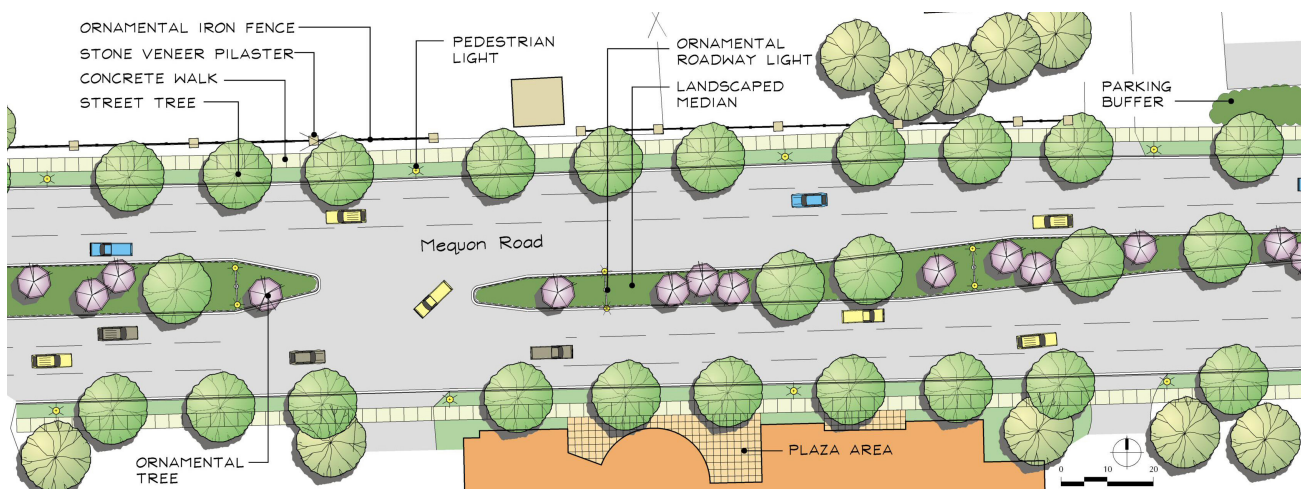 ORNAMENTAL IRON FENCE
STONE VENEER PILASTER
CONCRETE WALK
STREET TREE
PEDESTRIAN
LIGHT
ORNAMENTAL
ROADWAY LIGHT
LANDSCAPED
MEDIAN
PARKING
BUFFER
Mequon Road
ORNAMENTAL
TREE
PLAZA AREA
0 10 20